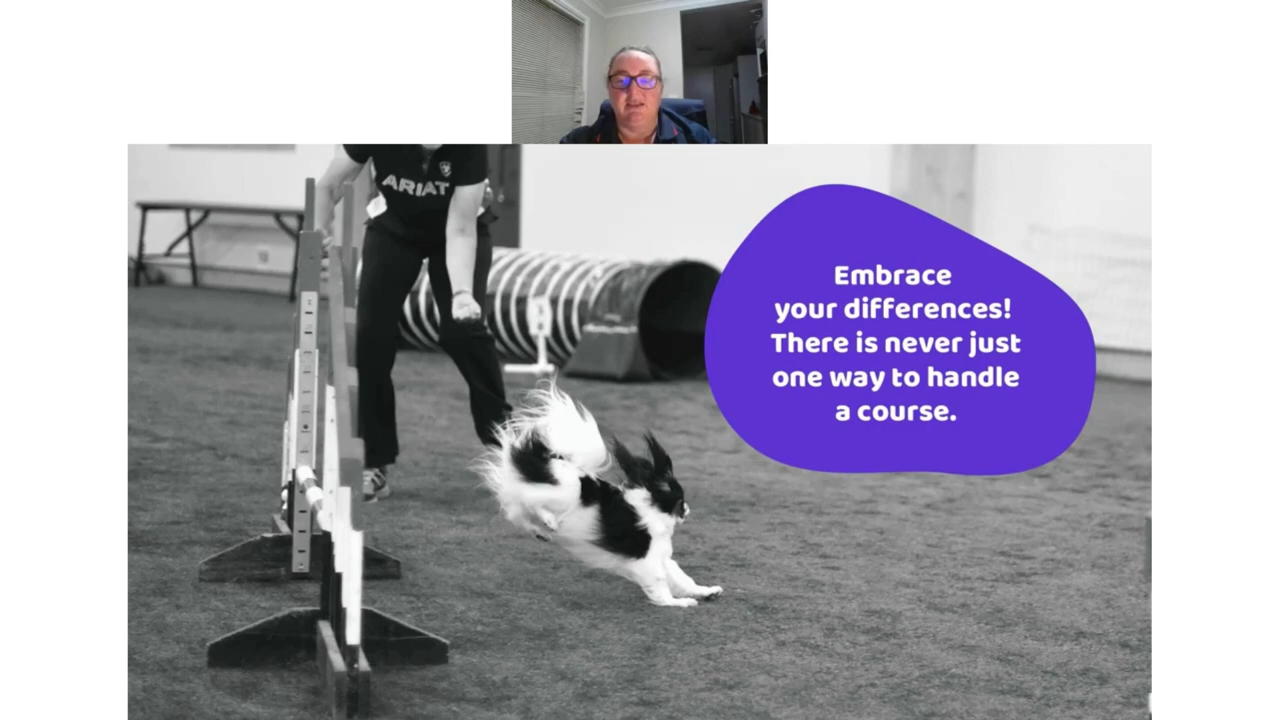 ARIAT
Embrace
your differences!
There is never just
one way to handle
a course.